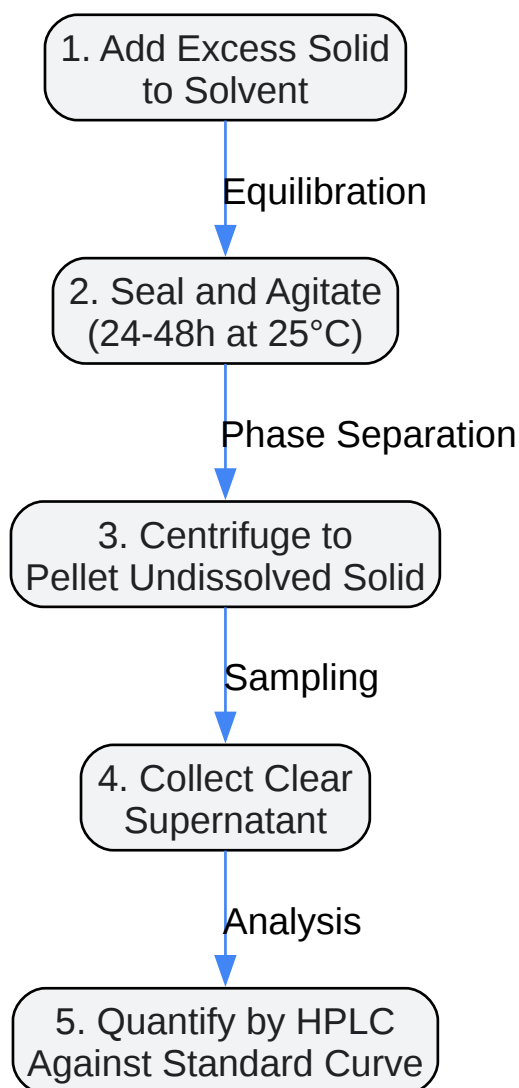 1. Add Excess Solid
to Solvent
Equilibration
2. Seal and Agitate
(24-48h at 25°C)
Phase Separation
3. Centrifuge to
Pellet Undissolved Solid
Sampling
4. Collect Clear
Supernatant
Analysis
5. Quantify by HPLC
Against Standard Curve